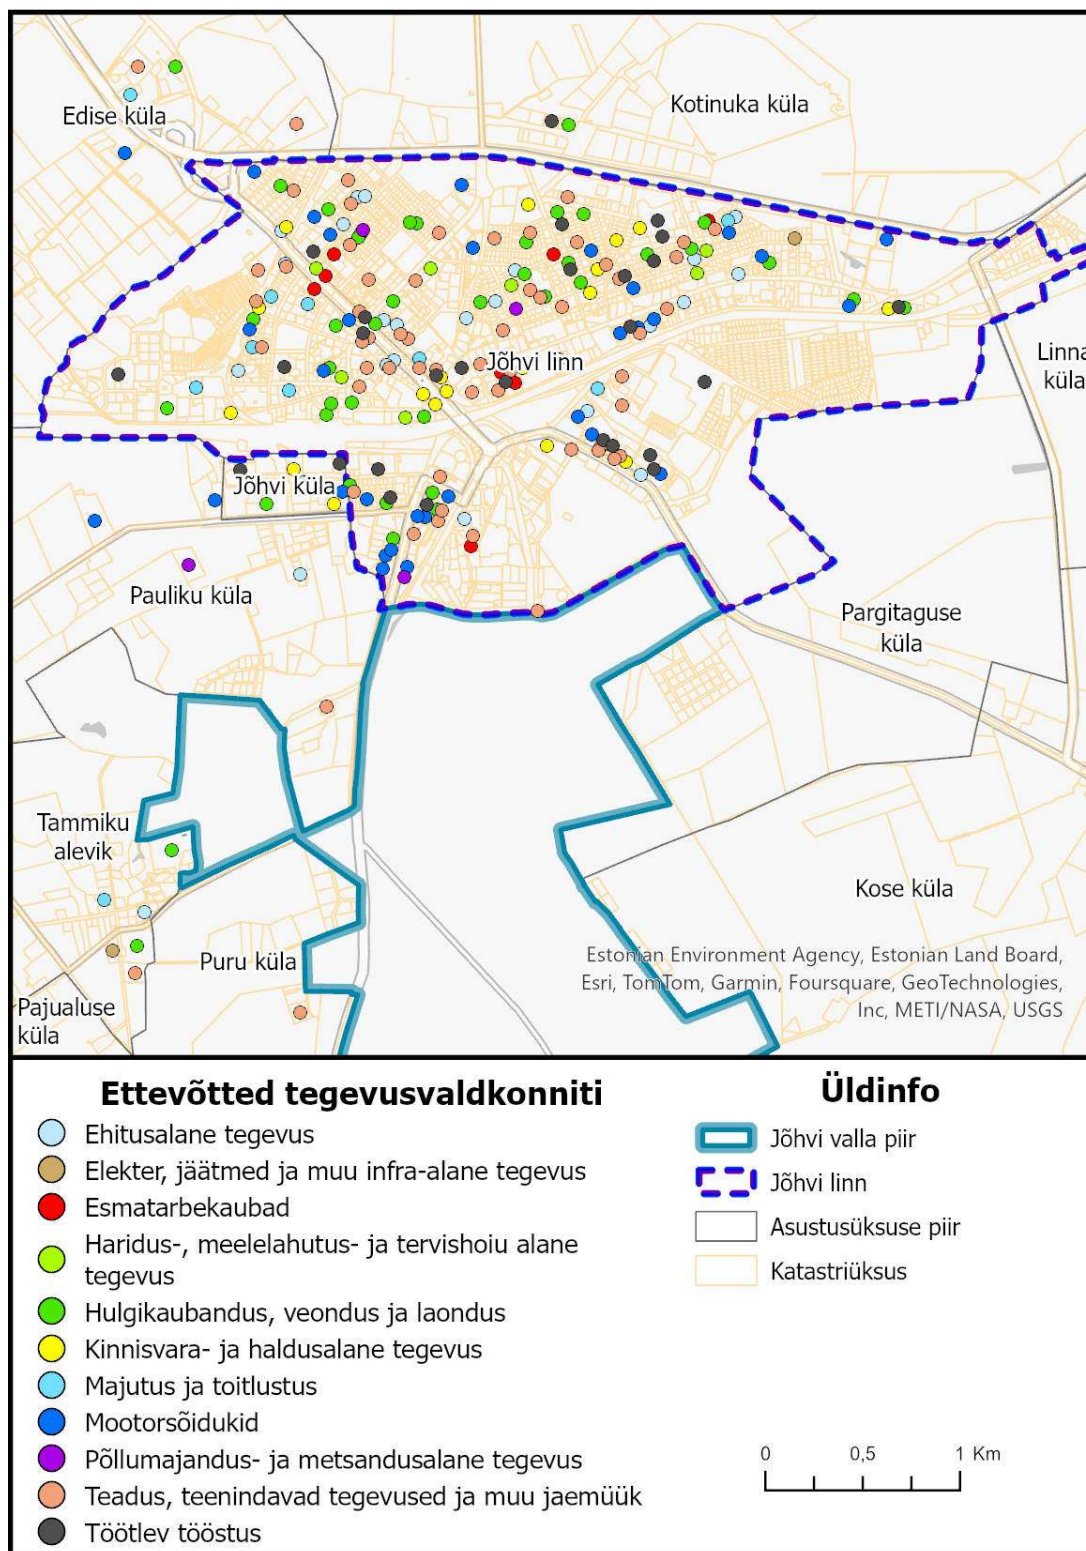 Kotinuka küla
Edise küla
Jõhvi linn
Linna
küla
Jõhvi küla
Pauliku küla
Pargitaguse
küla
Tammiku
alevik
Kose küla
Puru küla
Estonian Environment Agency, Estonian Land Board,
Esri, TomTom, Garmin, Foursquare, GeoTechnologies,
Inc, METI/NASA, USGS
Pajualuse
küla
Ettevõtted tegevusvaldkonniti
Ehitusalane tegevus
Elekter, jäätmed ja muu infra-alane tegevus
Esmatarbekaubad
Haridus-, meelelahutus- ja tervishoiu alane
tegevus
Hulgikaubandus, veondus ja laondus
Kinnisvara- ja haldusalane tegevus
Majutus ja toitlustus
Mootorsõidukid
Põllumajandus- ja metsandusalane tegevus
Teadus, teenindavad tegevused ja muu jaemüük
Töötlev tööstus
Üldinfo
Jõhvi valla piir
Jõhvi linn
Asustusüksuse piir
Katastriüksus
0 0,5 1 Km